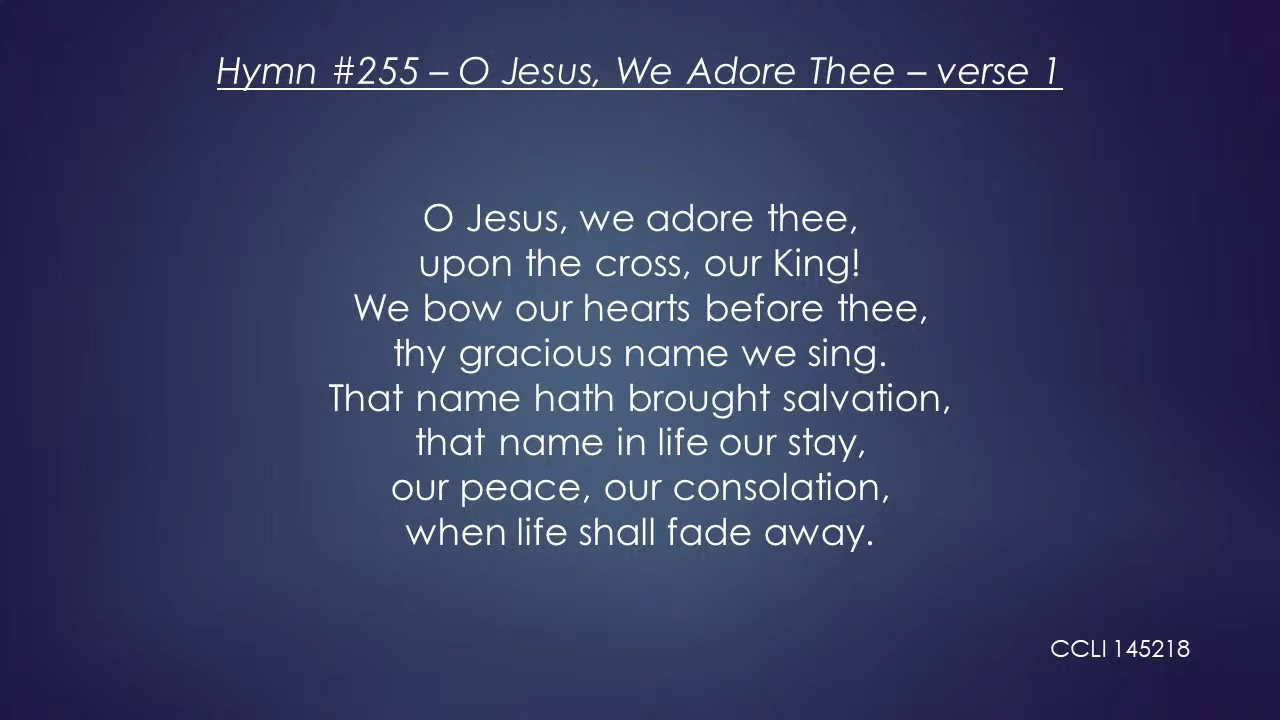 Hymn #255 – O Jesus, We Adore Thee – verse 1
O Jesus, we adore thee,
upon the cross, our King!
We bow our hearts before thee,
thy gracious name we sing.
That name hath brought salvation,
that name in life our stay,
our peace, our consolation,
when life shall fade away.
CCLI 145218